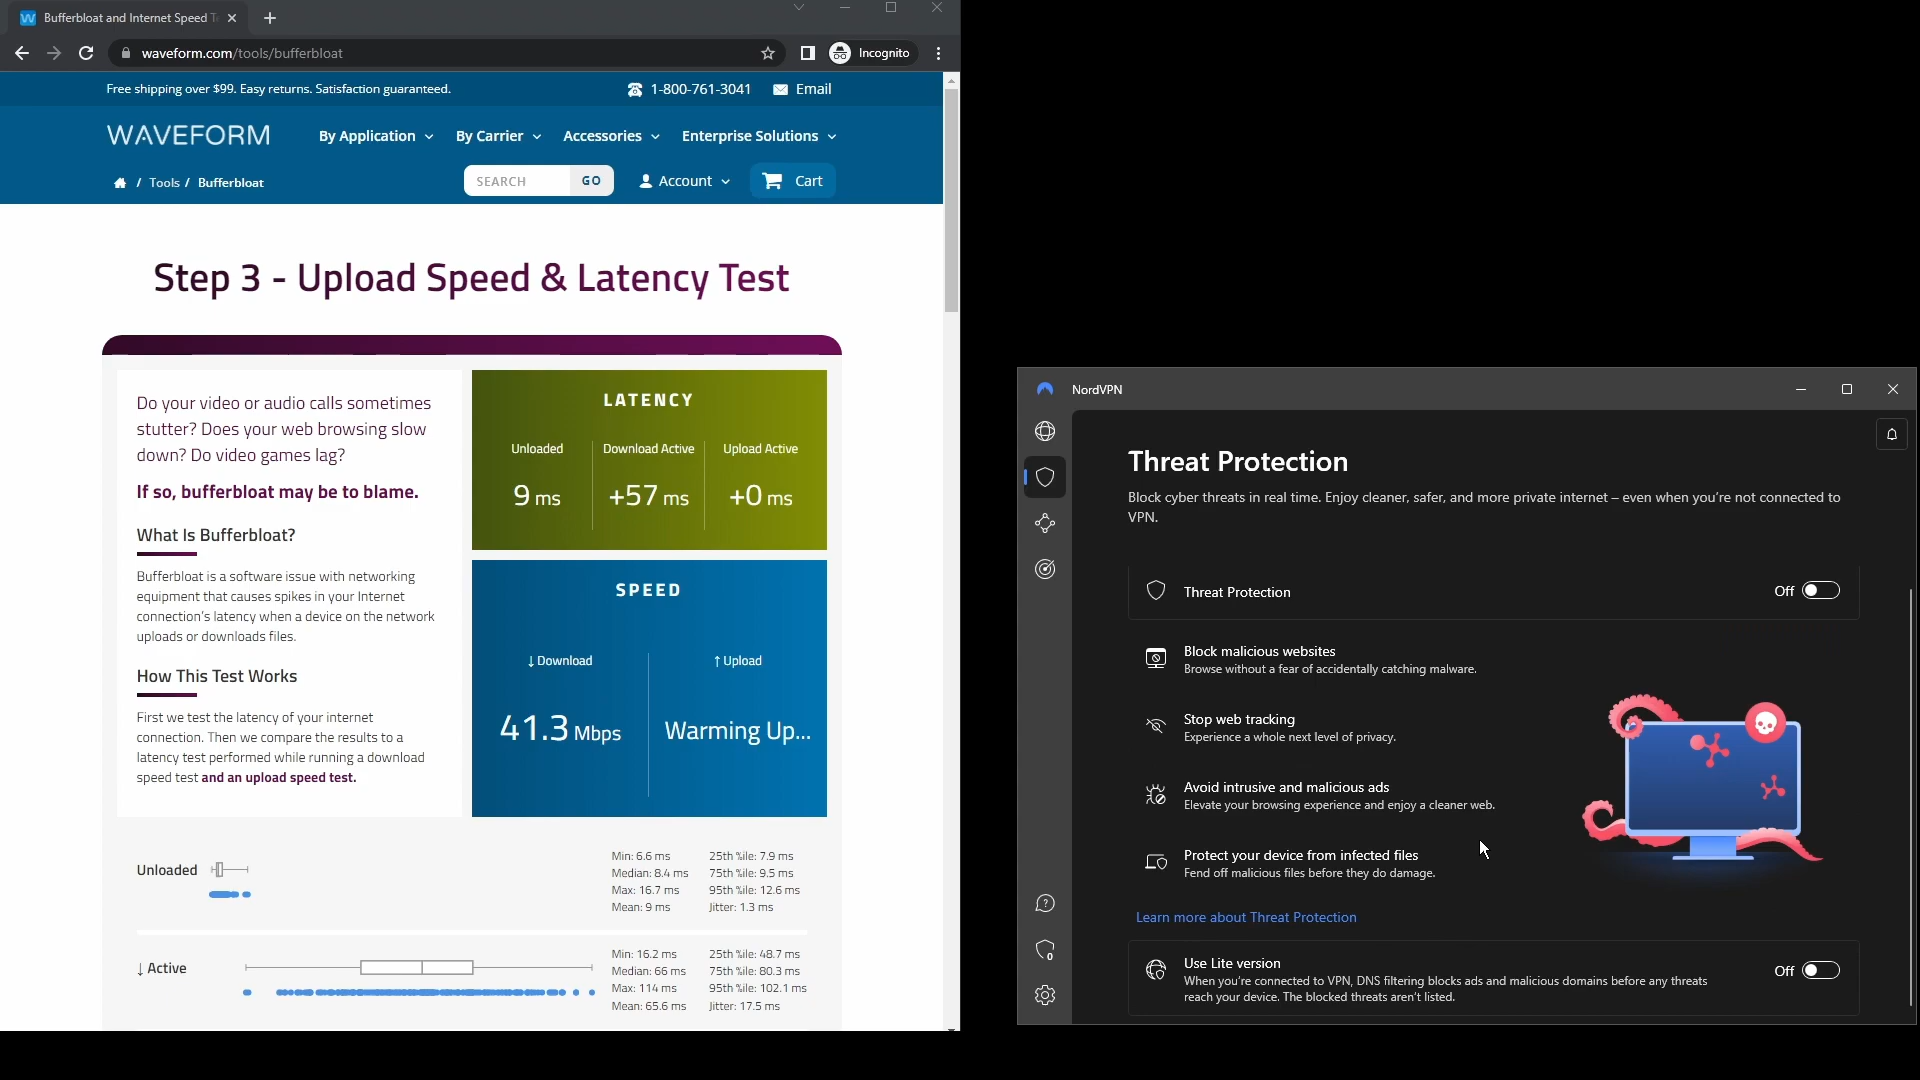 Bufferbloat and Internet Speed T
waveform.com/tools/bufferbloat
Incognito
Free shipping over $99. Easy returns. Satisfaction guaranteed.
1-800-761-3041
Email
WAVEFORM
By Application
By Carrier
Accessories
Enterprise Solutions
/ Tools / Bufferbloat
SEARCH
GO
Account
Cart
Step 3 - Upload Speed & Latency Test
Do your video or audio calls sometimes
stutter? Does your web browsing slow
down? Do video games lag?
If so, bufferbloat may be to blame.
What Is Bufferbloat?
Bufferbloat is a software issue with networking
equipment that causes spikes in your Internet
connection's latency when a device on the network
uploads or downloads files.
How This Test Works
First we test the latency of your internet
connection. Then we compare the results to a
latency test performed while running a download
speed test and an upload speed test.
LATENCY
Unloaded
Download Active
Upload Active
9 ms
+57 ms
+0 ms
SPEED
↓ Download
↑ Upload
41.3 Mbps
Warming Up...
Unloaded
Min: 6.6 ms
Median: 8.4 ms
Max: 16.7 ms
Mean: 9 ms
25th %ile: 7.9 ms
75th %ile: 9.5 ms
95th %ile: 12.6 ms
Jitter: 1.3 ms
↓ Active
Min: 16.2 ms
Median: 66 ms
Max: 114 ms
Mean: 65.6 ms
25th %ile: 48.7 ms
75th %ile: 80.3 ms
95th %ile: 102.1 ms
Jitter: 17.5 ms
NordVPN
Threat Protection
Block cyber threats in real time. Enjoy cleaner, safer, and more private internet – even when you're not connected to
VPN.
Threat Protection
Off
Block malicious websites
Browse without a fear of accidentally catching malware.
Stop web tracking
Experience a whole next level of privacy.
Avoid intrusive and malicious ads
Elevate your browsing experience and enjoy a cleaner web.
Protect your device from infected files
Fend off malicious files before they do damage.
Learn more about Threat Protection
Use Lite version
When you're connected to VPN, DNS filtering blocks ads and malicious domains before any threats
reach your device. The blocked threats aren't listed.
Off
0